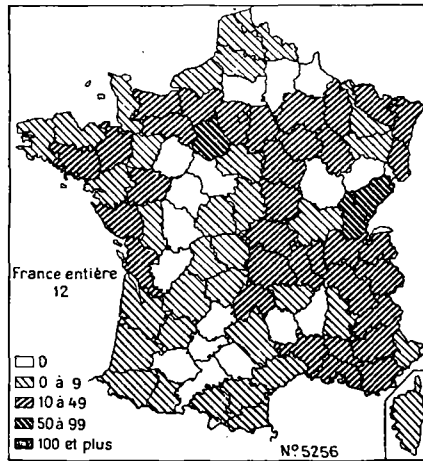 France entière
12
0
0 à 9
10 à 49
50 à 99
100 et plus
N° 5256